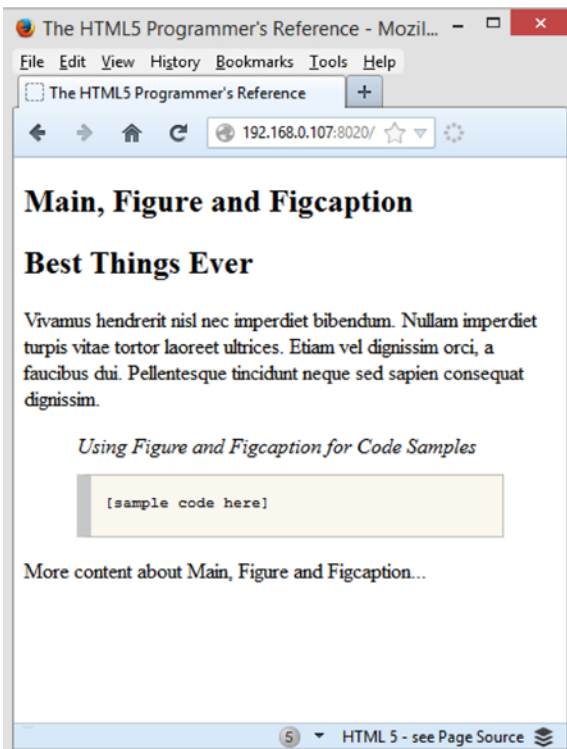 The HTML5 Programmer's Reference - Mozil...
File Edit View History Bookmarks Tools Help
The HTML5 Programmer's Reference +
192.168.0.107:8020/
Main, Figure and Figcaption
Best Things Ever
Vivamus hendrerit nisl nec imperdiet bibendum. Nullam imperdiet
turpis vitae tortor laoreet ultrices. Etiam vel dignissim orci, a
faucibus dui. Pellentesque tincidunt neque sed sapien consequat
dignissim.
Using Figure and Figcaption for Code Samples
[sample code here]
More content about Main, Figure and Figcaption...
5 HTML 5 - see Page Source